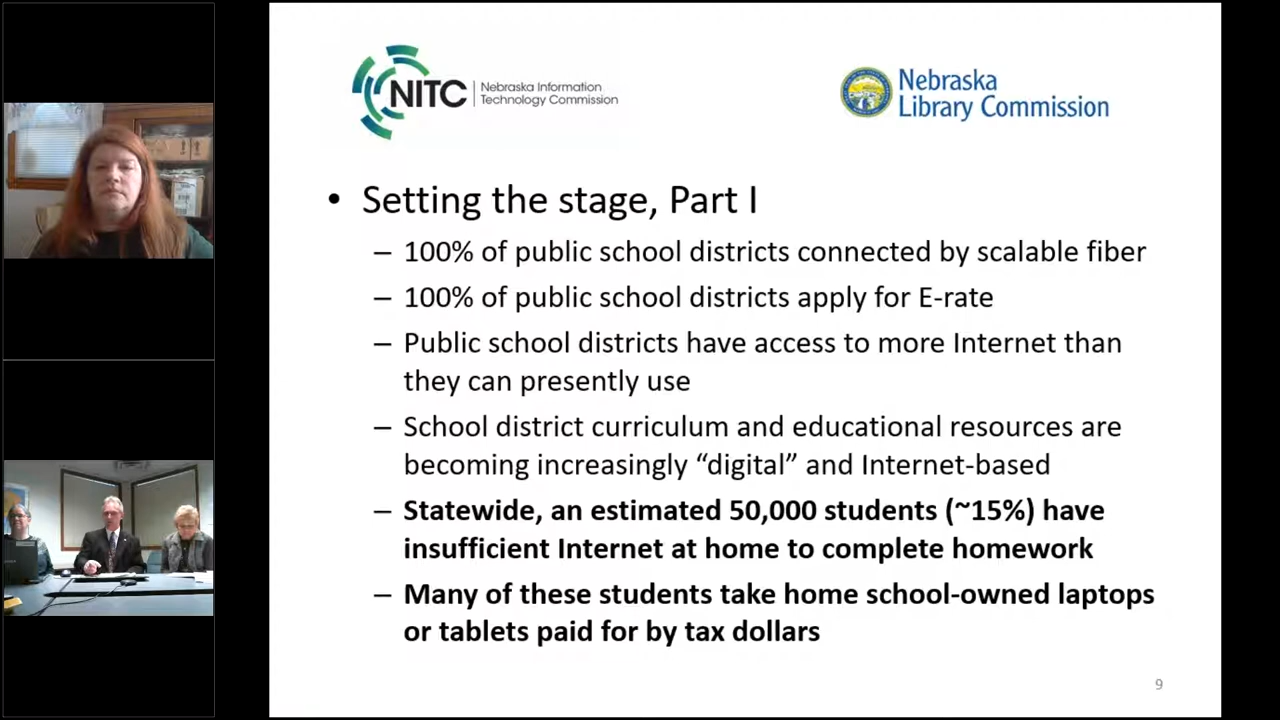 NITC
Nebraska Information
Technology Commission
Nebraska
Library Commission
• Setting the stage, Part I
– 100% of public school districts connected by scalable fiber
– 100% of public school districts apply for E-rate
– Public school districts have access to more Internet than
they can presently use
– School district curriculum and educational resources are
becoming increasingly “digital” and Internet-based
– Statewide, an estimated 50,000 students (~15%) have
insufficient Internet at home to complete homework
– Many of these students take home school-owned laptops
or tablets paid for by tax dollars
9